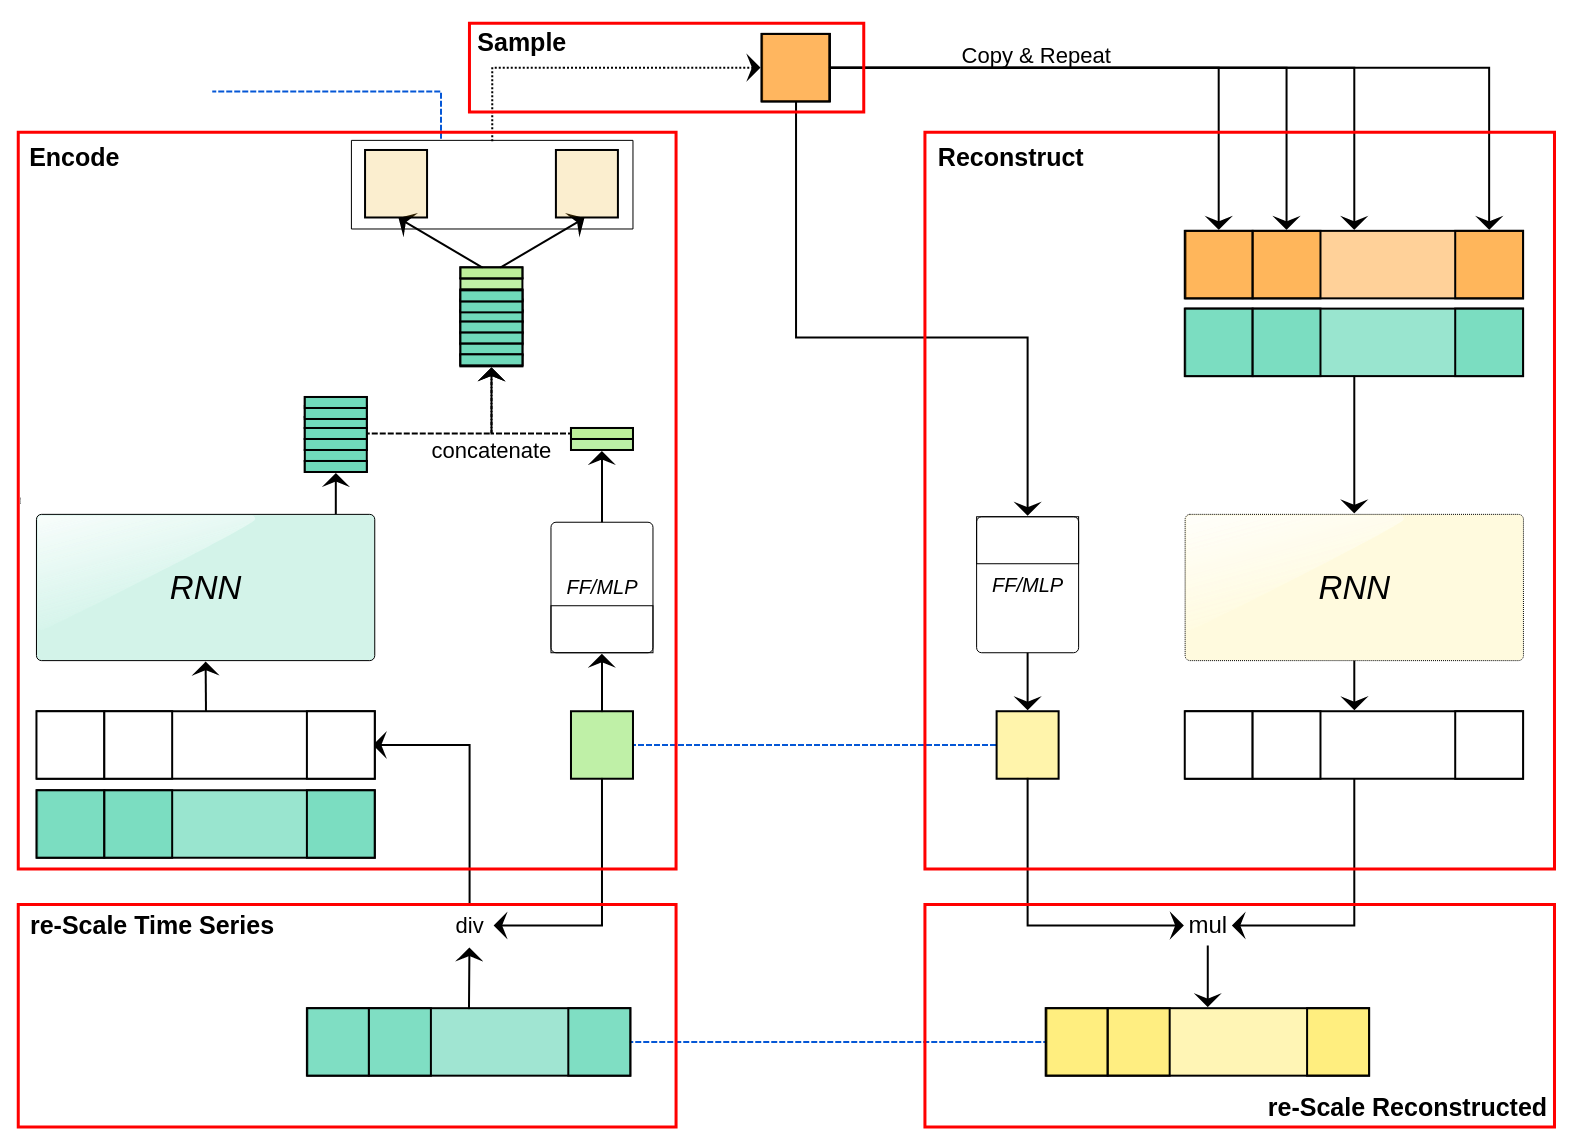 Sample
Copy & Repeat
Encode
Reconstruct
concatenate
RNN
FF/MLP
FF/MLP
RNN
re-Scale Time Series
div
mul
re-Scale Reconstructed